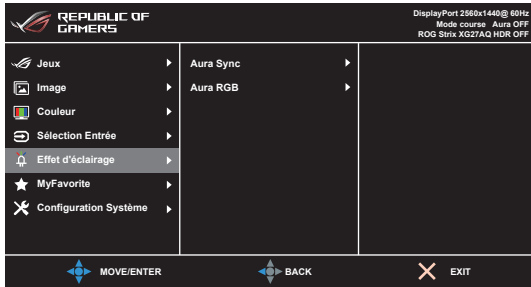 REPUBLIC OF
GAMERS
DisplayPort 2560x1440@ 60Hz
Mode course Aura OFF
ROG Strix XG27AQ HDR OFF
Jeux
Image
Couleur
Sélection Entrée
Effet d'éclairage
MyFavorite
Configuration Système
Aura Sync
Aura RGB
MOVE/ENTER
BACK
EXIT